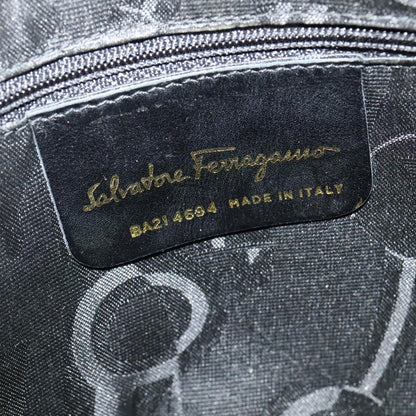 Salvatore Ferragamo
BA21 4694 MADE IN ITALY